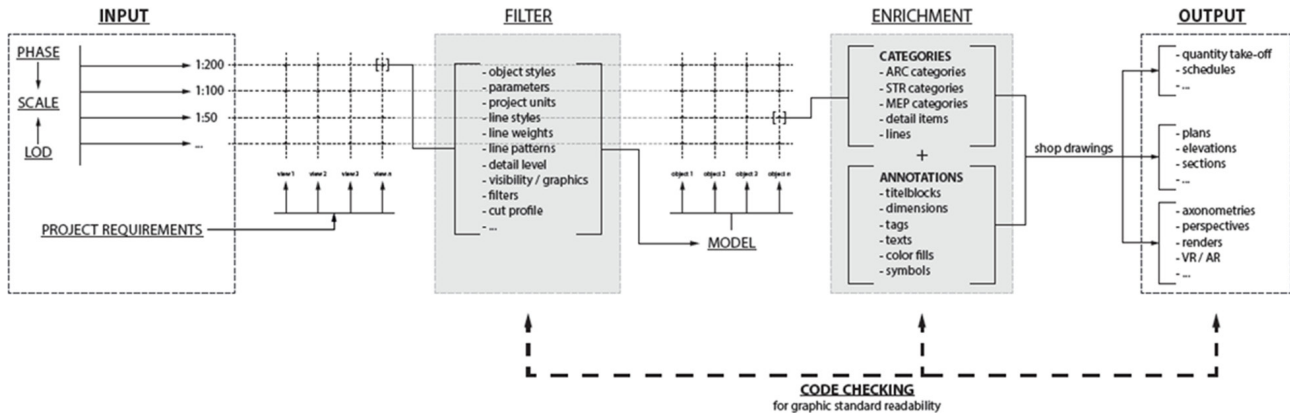 INPUT
PHASE
SCALE
LOD
1:200
1:100
1:50
...
PROJECT REQUIREMENTS
view 1 view 2 view 3 view n
[·]
FILTER
- object styles
- parameters
- project units
- line styles
- line weights
- line patterns
- detail level
- visibility / graphics
- filters
- cut profile
- ...
object 1 object 2 object 3 object n
[·]
MODEL
ENRICHMENT
CATEGORIES
- ARC categories
- STR categories
- MEP categories
- detail items
- lines
+
ANNOTATIONS
- titelblocks
- dimensions
- tags
- texts
- color fills
- symbols
shop drawings
OUTPUT
- quantity take-off
- schedules
- ...
- plans
- elevations
- sections
- ...
- axonometries
- perspectives
- renders
- VR / AR
- ...
CODE CHECKING
for graphic standard readability